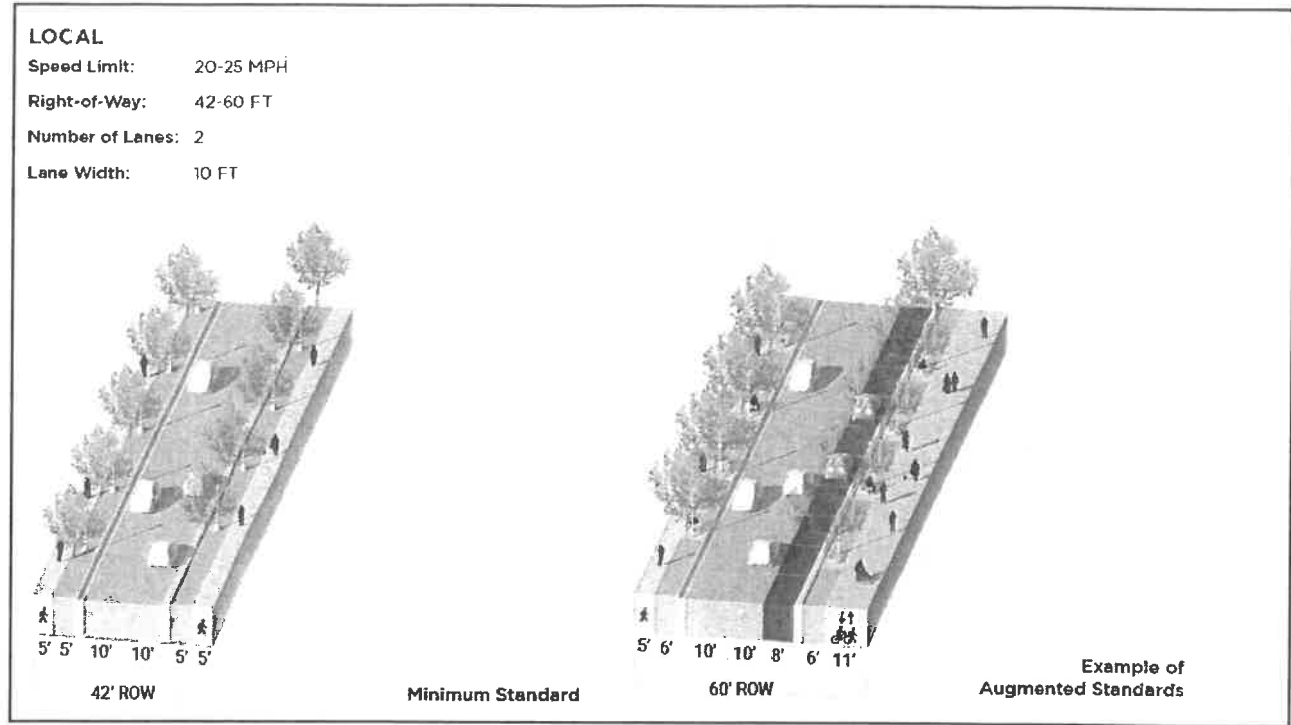 LOCAL
Speed Limit: 20-25 MPH
Right-of-Way: 42-60 FT
Number of Lanes: 2
Lane Width: 10 FT
5' 5' 10' 10' 5' 5'
5' 6' 10' 10' 8' 6' 11'
42' ROW
Minimum Standard
60' ROW
Example of
Augmented Standards